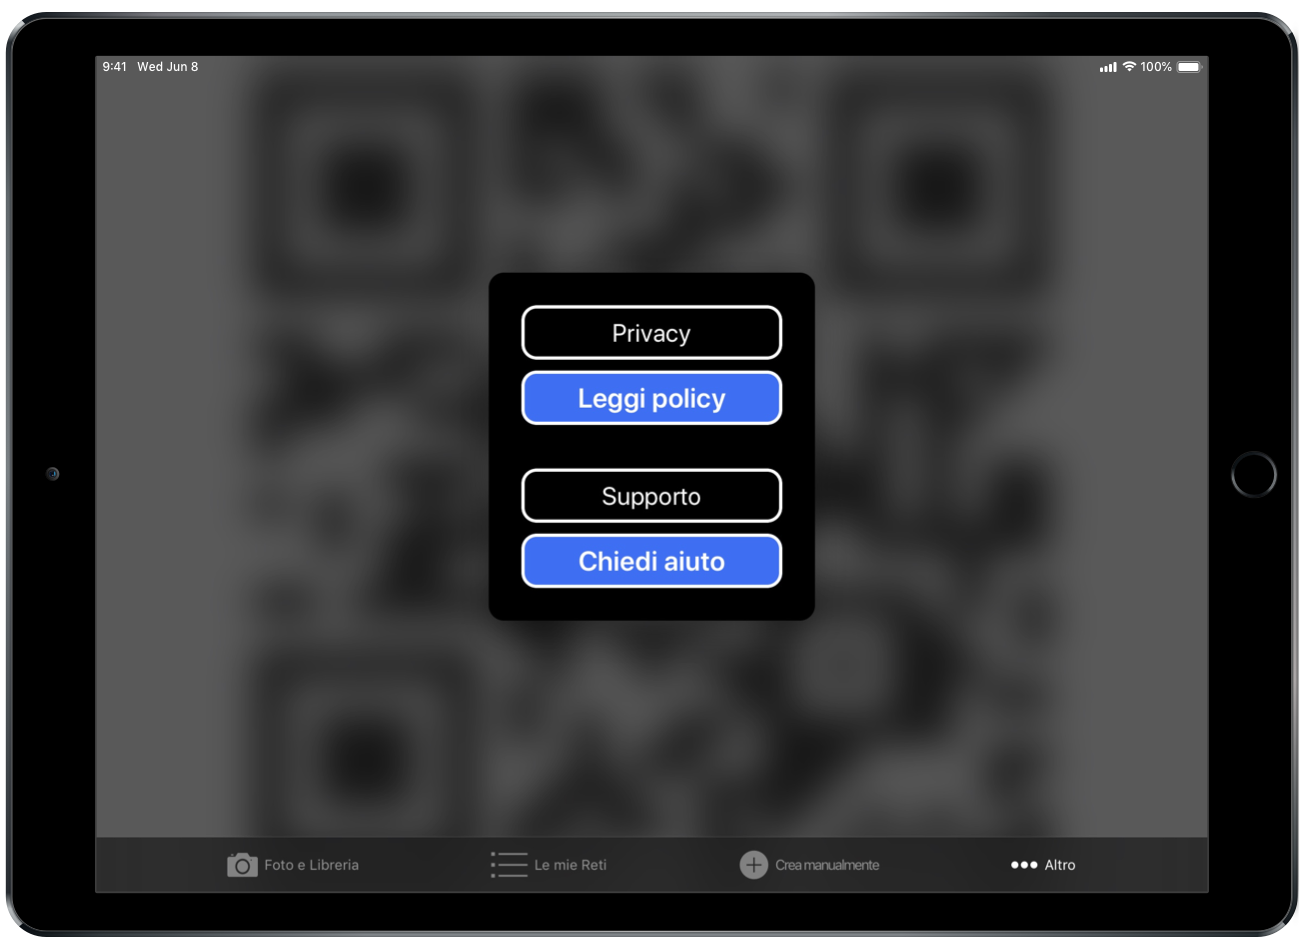 9:41 Wed Jun 8 100%
Privacy
Leggi policy
Supporto
Chiedi aiuto
Foto e Libreria Le mie Reti Crea manualmente Altro